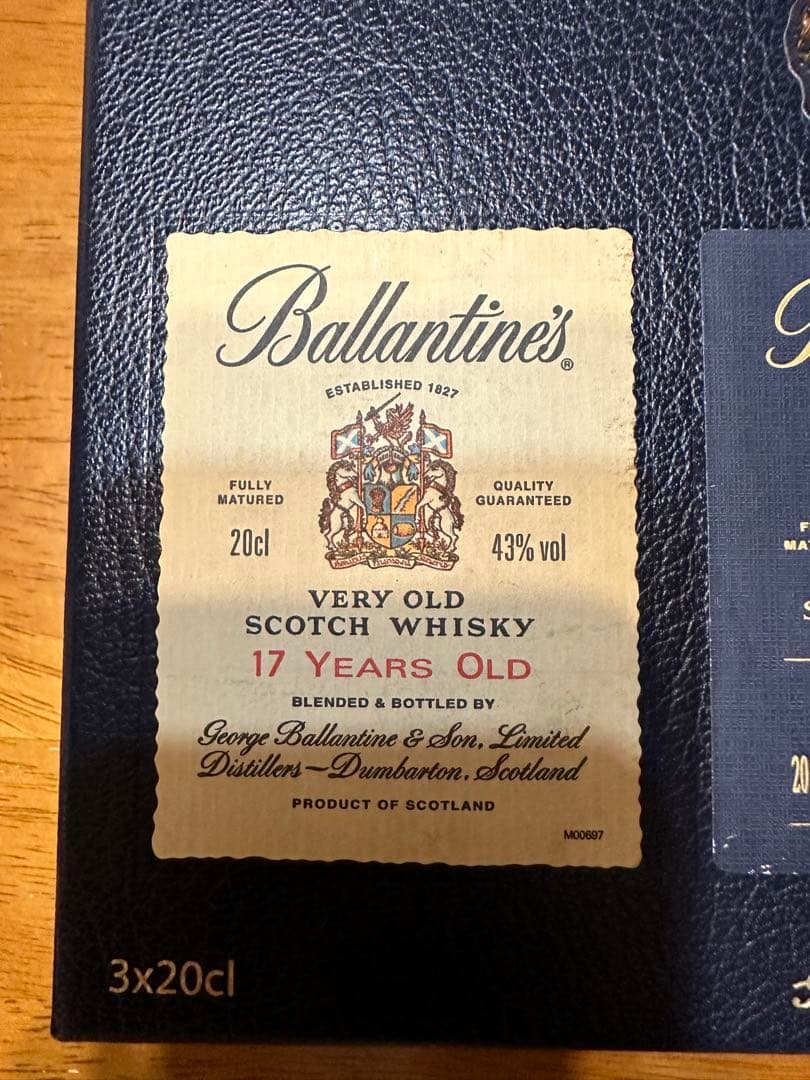 Ballantine's®
ESTABLISHED 1827
FULLY
MATURED
QUALITY
GUARANTEED
20cl
43% vol
VERY OLD
SCOTCH WHISKY
17 YEARS OLD
BLENDED & BOTTLED BY
George Ballantine & Son, Limited
Distillers—Dumbarton, Scotland
PRODUCT OF SCOTLAND
M00697
3x20cl